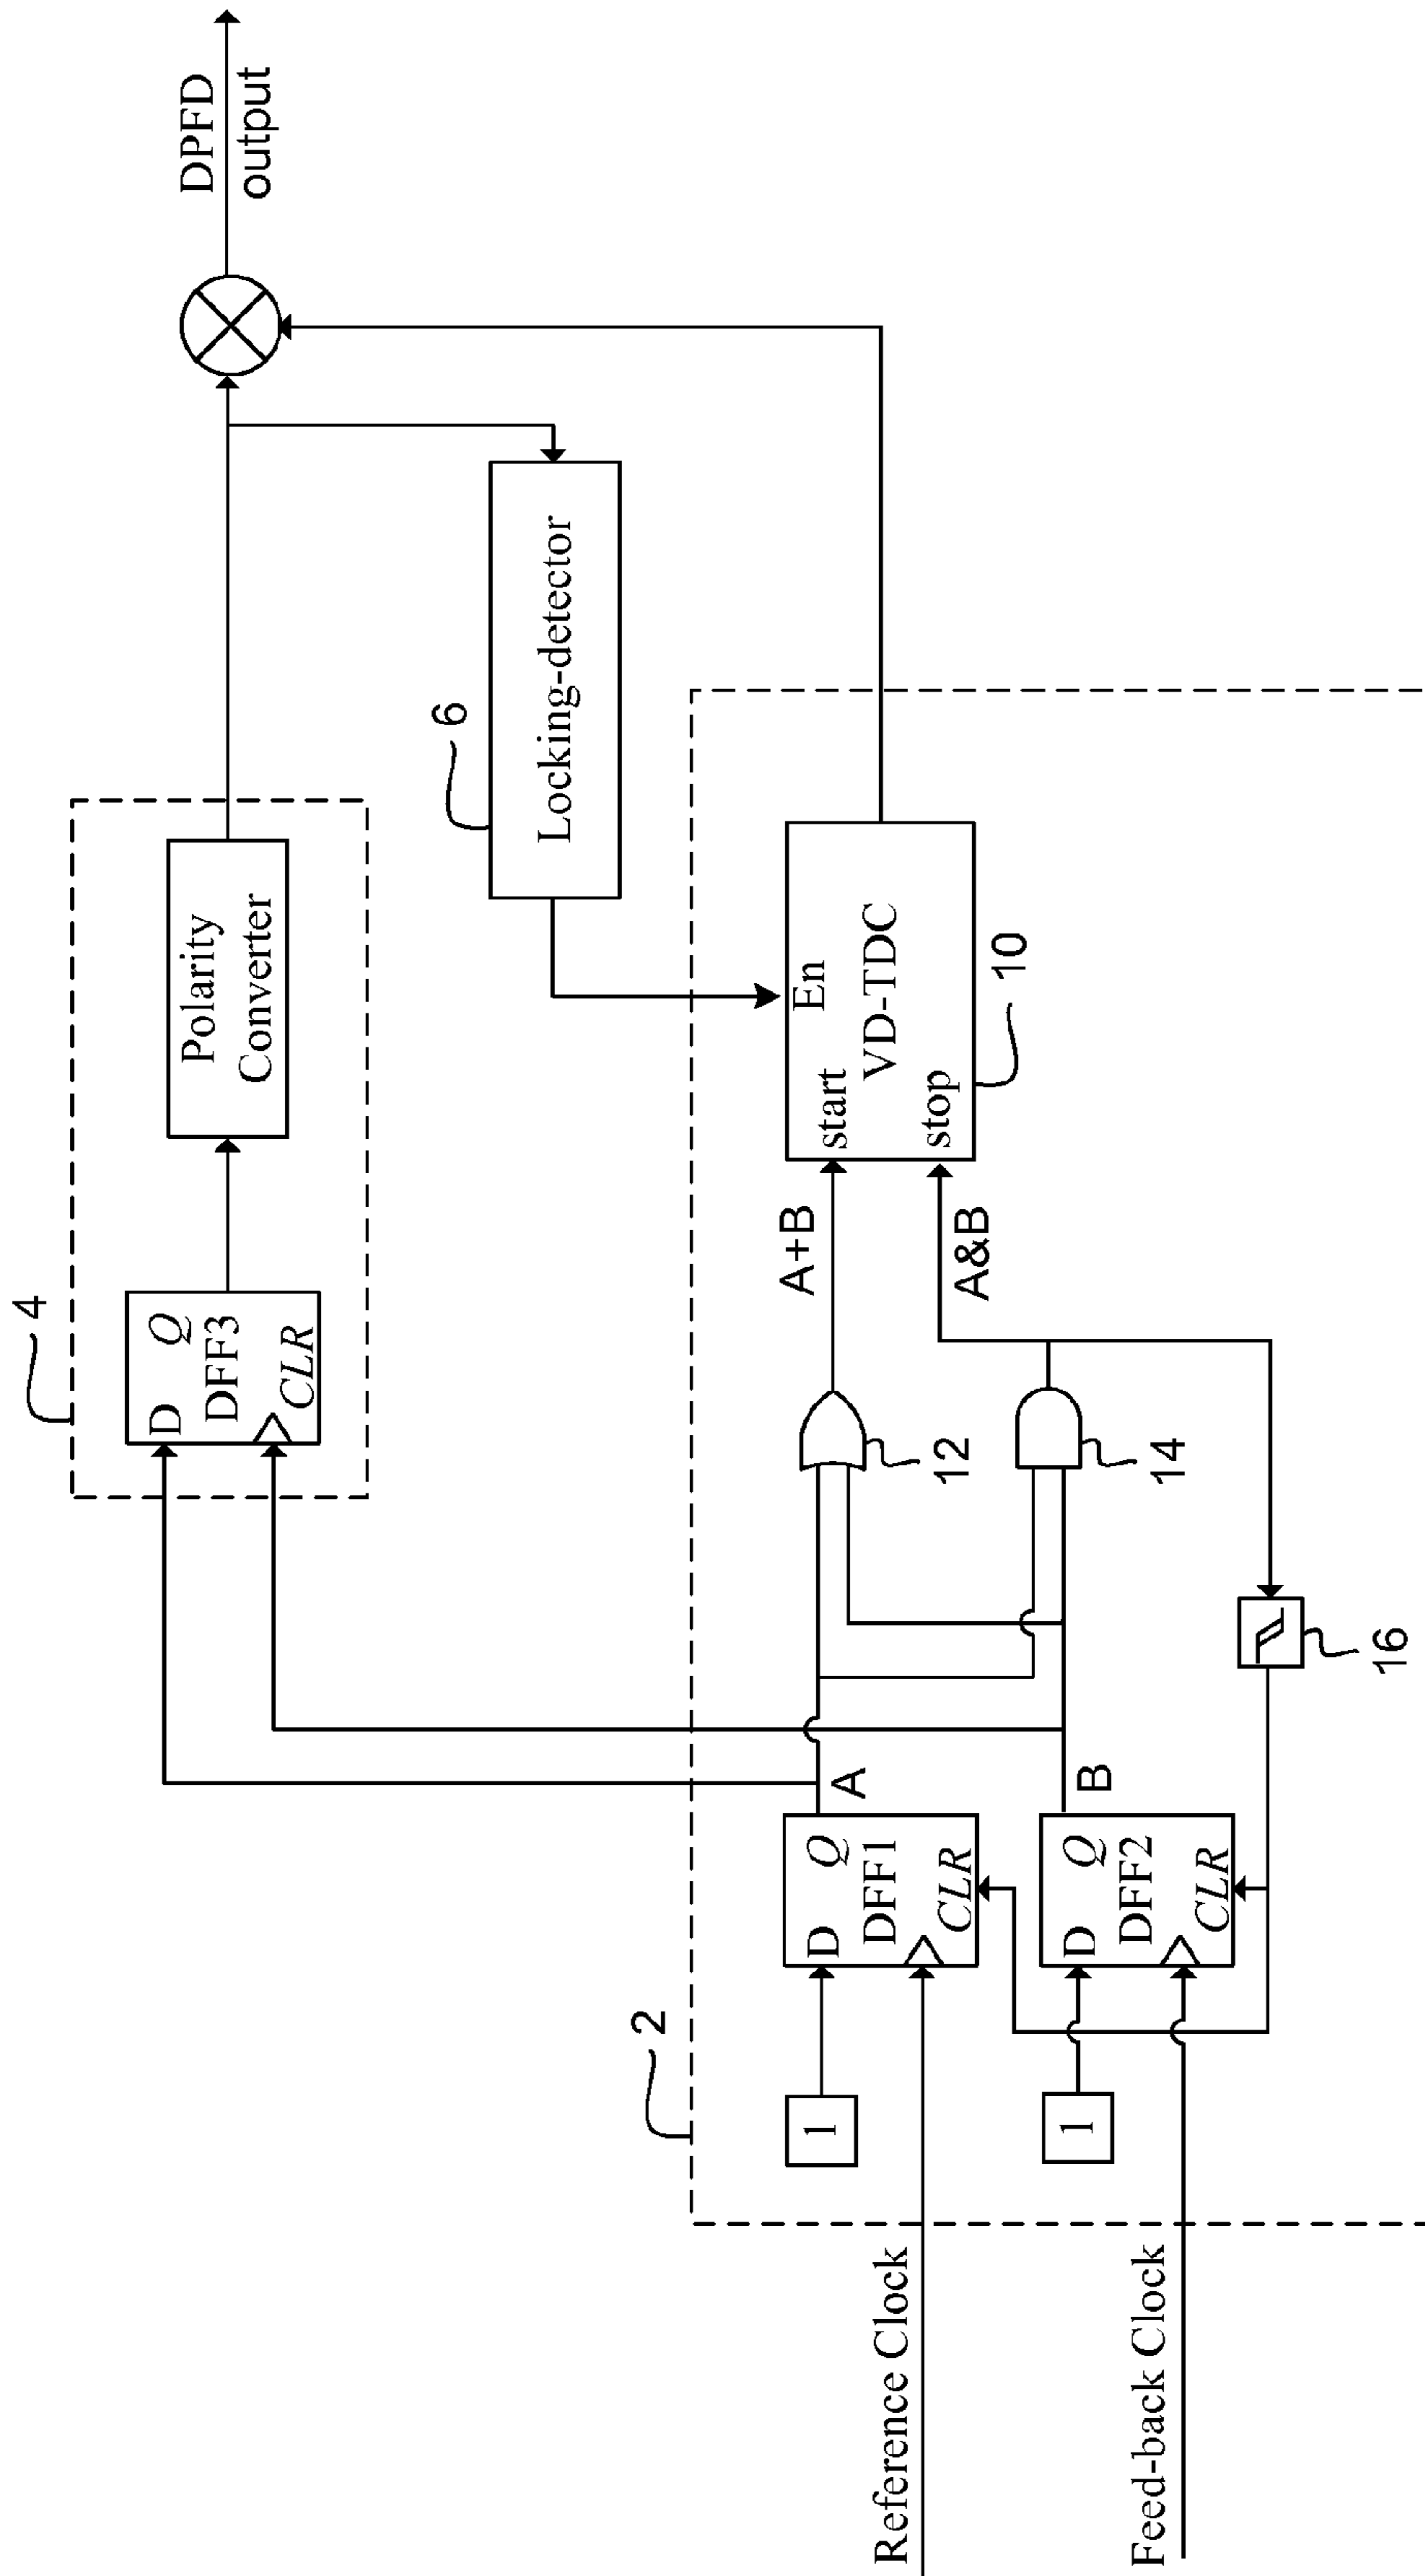 4
D
Q
DFF3
CLR
Polarity
Converter
DPFD
output
6
Locking-detector
2
1
D
Q
DFF1
CLR
A
12
A+B
start
En
VD-TDC
stop
10
1
D
Q
DFF2
CLR
B
14
A&B
16
Reference Clock
Feed-back Clock